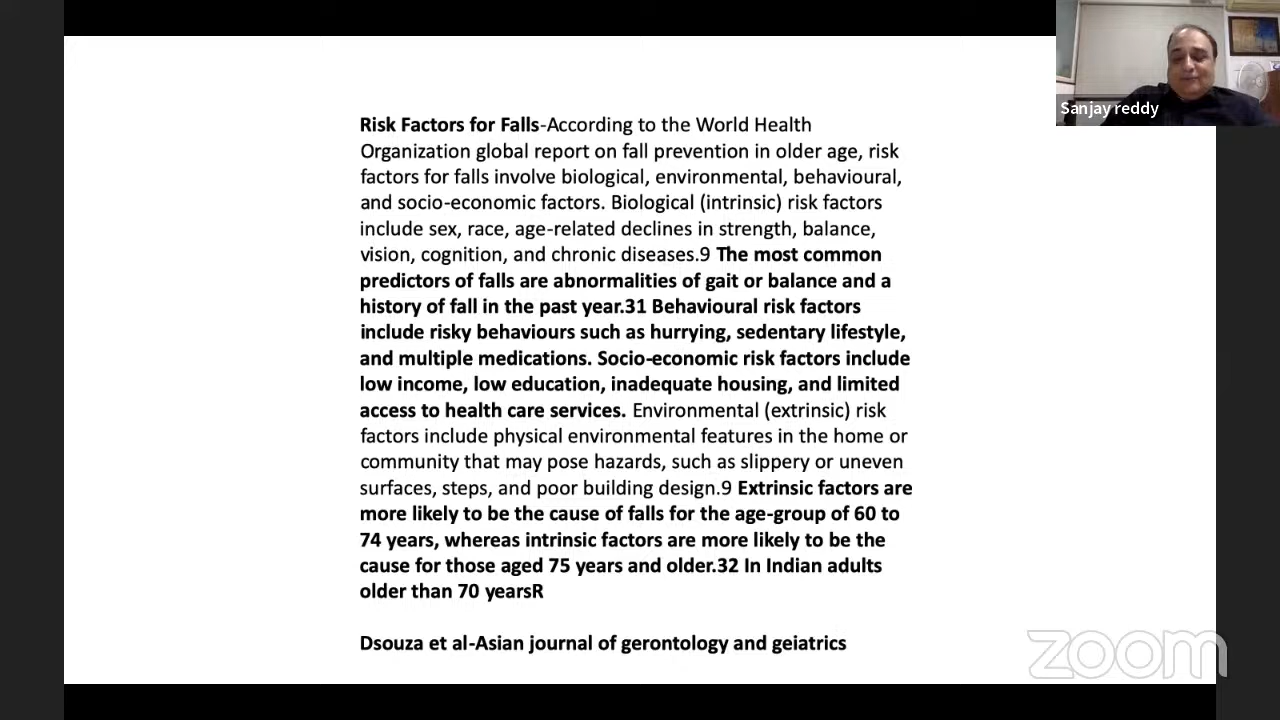 Sanjay reddy
Risk Factors for Falls-According to the World Health
Organization global report on fall prevention in older age, risk
factors for falls involve biological, environmental, behavioural,
and socio-economic factors. Biological (intrinsic) risk factors
include sex, race, age-related declines in strength, balance,
vision, cognition, and chronic diseases.9 The most common
predictors of falls are abnormalities of gait or balance and a
history of fall in the past year.31 Behavioural risk factors
include risky behaviours such as hurrying, sedentary lifestyle,
and multiple medications. Socio-economic risk factors include
low income, low education, inadequate housing, and limited
access to health care services. Environmental (extrinsic) risk
factors include physical environmental features in the home or
community that may pose hazards, such as slippery or uneven
surfaces, steps, and poor building design.9 Extrinsic factors are
more likely to be the cause of falls for the age-group of 60 to
74 years, whereas intrinsic factors are more likely to be the
cause for those aged 75 years and older.32 In Indian adults
older than 70 yearsR
Dsouza et al-Asian journal of gerontology and geiatrics
zoom